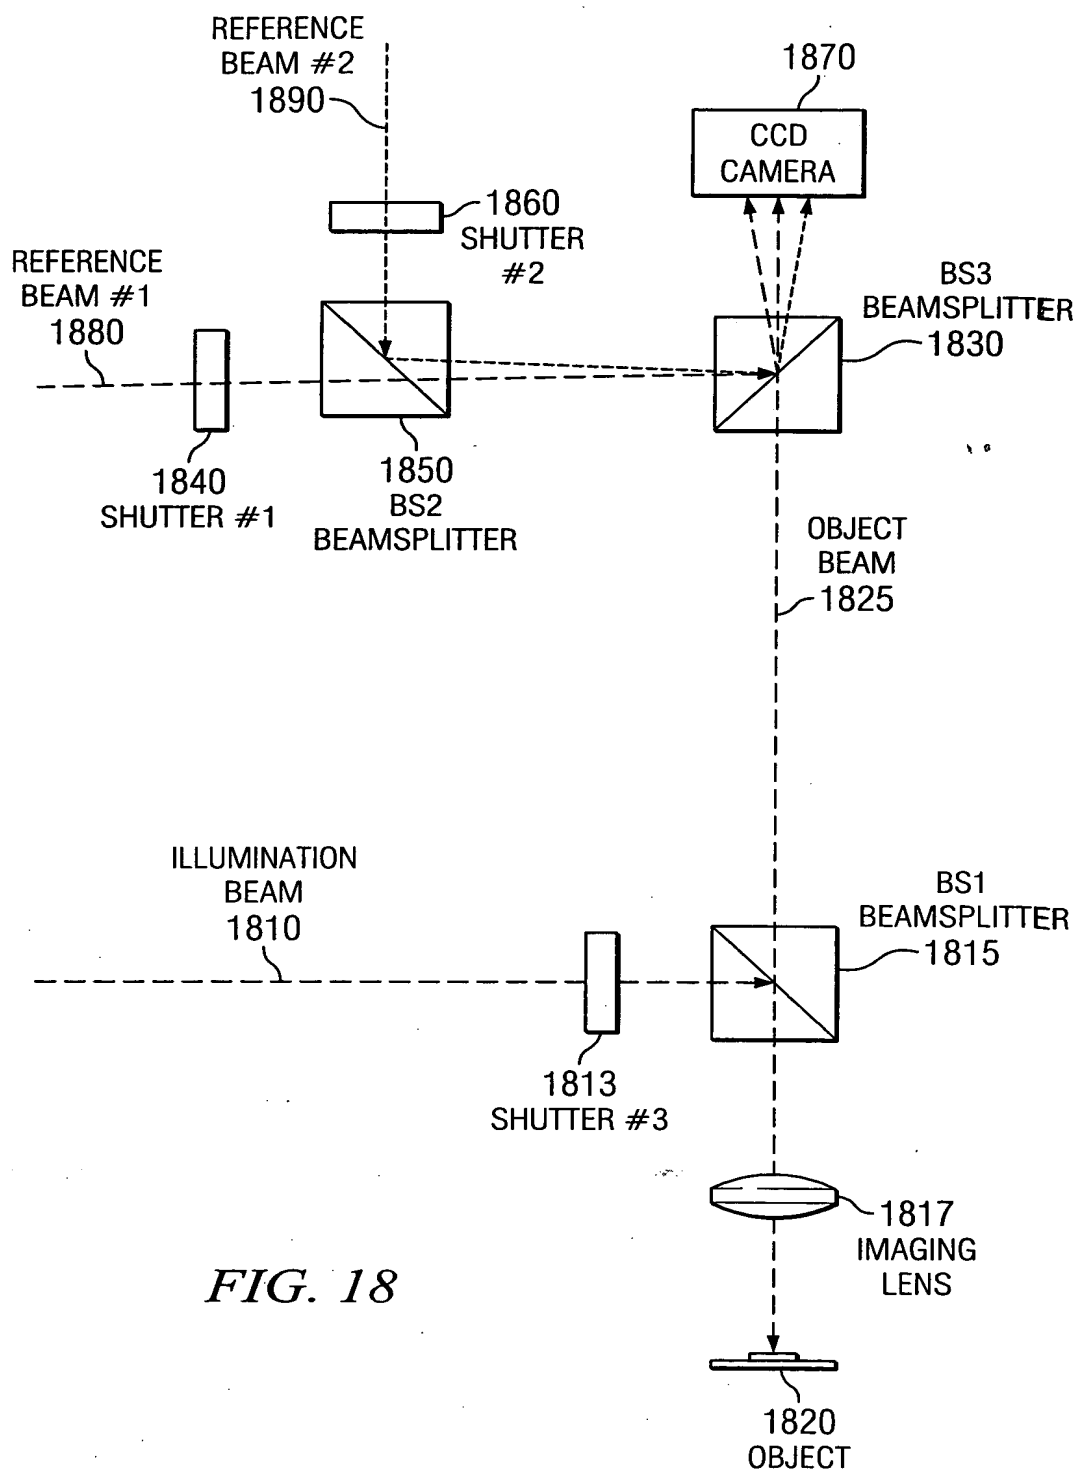 REFERENCE
BEAM #2
1890
1870
CCD
CAMERA
1860
SHUTTER
#2
REFERENCE
BEAM #1
1880
BS3
BEAMSPLITTER
1830
1840
SHUTTER #1
1850
BS2
BEAMSPLITTER
OBJECT
BEAM
1825
ILLUMINATION
BEAM
1810
BS1
BEAMSPLITTER
1815
1813
SHUTTER #3
1817
IMAGING
LENS
FIG. 18
1820
OBJECT